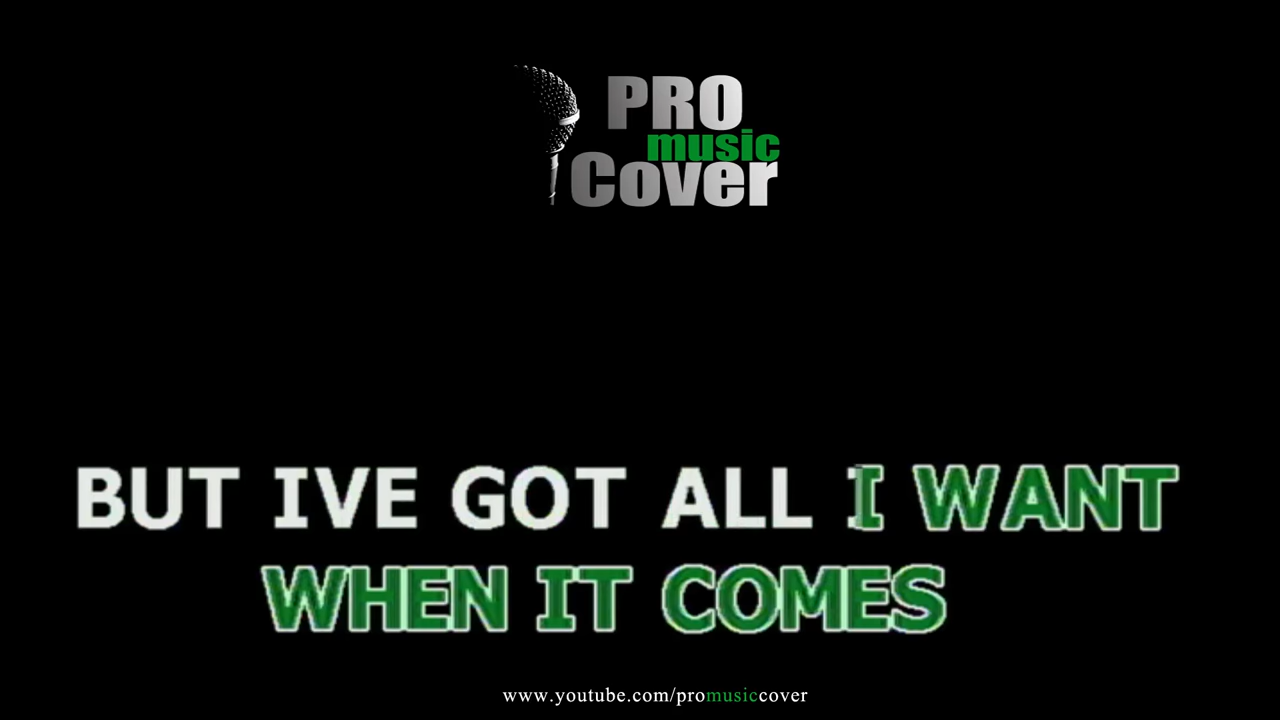 PRO
music
Cover
BUT IVE GOT ALL I WANT
WHEN IT COMES
www.youtube.com/promusiccover